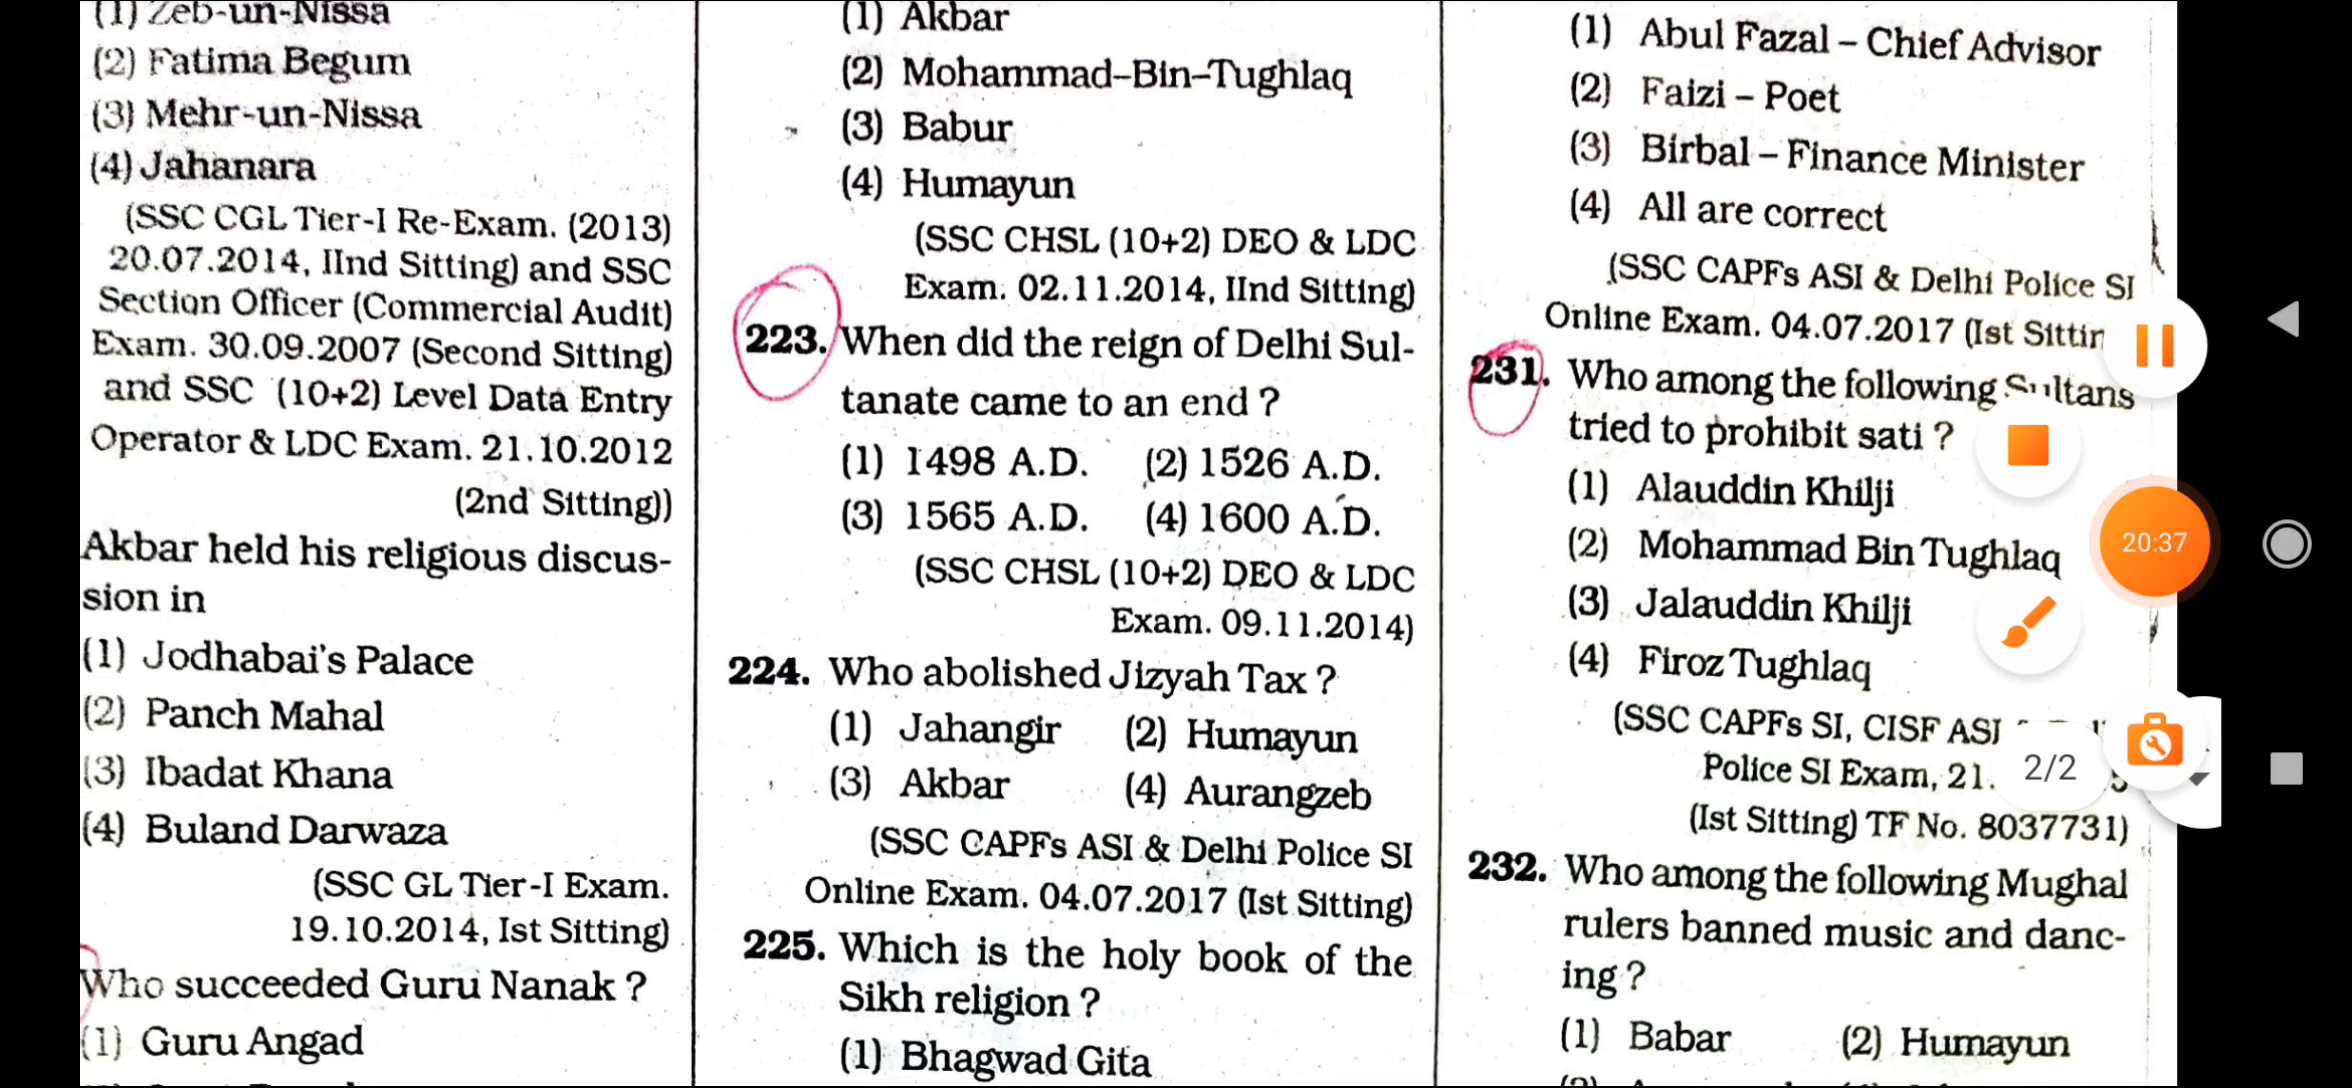 (1) Zeb-un-Nissa
(2) Fatima Begum
(3) Mehr-un-Nissa
(4) Jahanara
(SSC CGL Tier-I Re-Exam. (2013)
20.07.2014, IInd Sitting) and SSC
Section Officer (Commercial Audit)
Exam. 30.09.2007 (Second Sitting)
and SSC (10+2) Level Data Entry
Operator & LDC Exam. 21.10.2012
(2nd Sitting))
Akbar held his religious discus-
sion in
(1) Jodhabai's Palace
(2) Panch Mahal
(3) Ibadat Khana
(4) Buland Darwaza
(SSC GL Tier-I Exam.
19.10.2014, Ist Sitting)
Who succeeded Guru Nanak ?
(1) Guru Angad
(1) Akbar
(2) Mohammad-Bin-Tughlaq
(3) Babur
(4) Humayun
(SSC CHSL (10+2) DEO & LDC
Exam. 02.11.2014, IInd Sitting)
223. When did the reign of Delhi Sul-
tanate came to an end ?
(1) 1498 A.D. (2) 1526 A.D.
(3) 1565 A.D. (4) 1600 A.D.
(SSC CHSL (10+2) DEO & LDC
Exam. 09.11.2014)
224. Who abolished Jizyah Tax ?
(1) Jahangir (2) Humayun
(3) Akbar (4) Aurangzeb
(SSC CAPFs ASI & Delhi Police SI
Online Exam. 04.07.2017 (Ist Sitting)
225. Which is the holy book of the
Sikh religion ?
(1) Bhagwad Gita
(1) Abul Fazal – Chief Advisor
(2) Faizi – Poet
(3) Birbal – Finance Minister
(4) All are correct
(SSC CAPFs ASI & Delhi Police SI
Online Exam. 04.07.2017 (Ist
231. Who among the following Sultans
tried to prohibit sati ?
(1) Alauddin Khilji
(2) Mohammad Bin Tughlaq
(3) Jalauddin Khilji
(4) Firoz Tughlaq
(SSC CAPFs SI, CISF ASI
Police SI Exam, 21.
(Ist Sitting) TF No. 8037731)
232. Who among the following Mughal
rulers banned music and danc-
ing ?
(1) Babar (2) Humayun
20:37
2/2